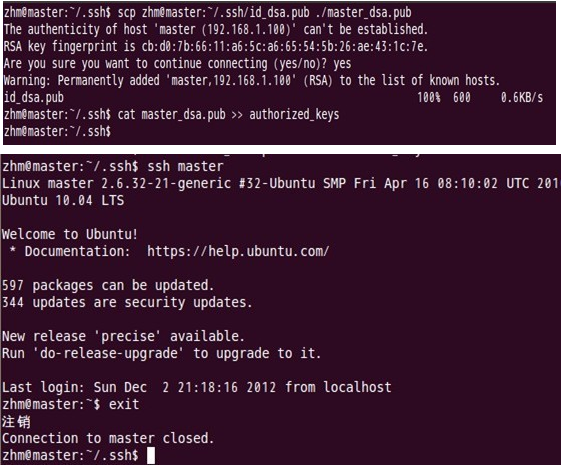 zhm@master:~/.ssh$ scp zhm@master:~/.ssh/id_dsa.pub ./master_dsa.pub
The authenticity of host 'master (192.168.1.100)' can't be established.
RSA key fingerprint is cb:d0:7b:66:11:a6:5c:a6:65:54:5b:26:ae:43:1c:7e.
Are you sure you want to continue connecting (yes/no)? yes
Warning: Permanently added 'master,192.168.1.100' (RSA) to the list of known hosts.
id_dsa.pub 100% 600 0.6KB/s
zhm@master:~/.ssh$ cat master_dsa.pub >> authorized_keys
zhm@master:~/.ssh$
zhm@master:~/.ssh$ ssh master
Linux master 2.6.32-21-generic #32-Ubuntu SMP Fri Apr 16 08:10:02 UTC 201
Ubuntu 10.04 LTS
Welcome to Ubuntu!
* Documentation: https://help.ubuntu.com/
597 packages can be updated.
344 updates are security updates.
New release 'precise' available.
Run 'do-release-upgrade' to upgrade to it.
Last login: Sun Dec 2 21:18:16 2012 from localhost
zhm@master:~$ exit
注销
Connection to master closed.
zhm@master:~/.ssh$